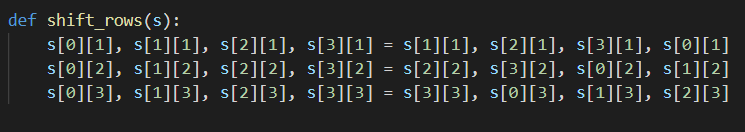 def shift_rows(s):
    s[0][1], s[1][1], s[2][1], s[3][1] = s[1][1], s[2][1], s[3][1], s[0][1]
    s[0][2], s[1][2], s[2][2], s[3][2] = s[2][2], s[3][2], s[0][2], s[1][2]
    s[0][3], s[1][3], s[2][3], s[3][3] = s[3][3], s[0][3], s[1][3], s[2][3]